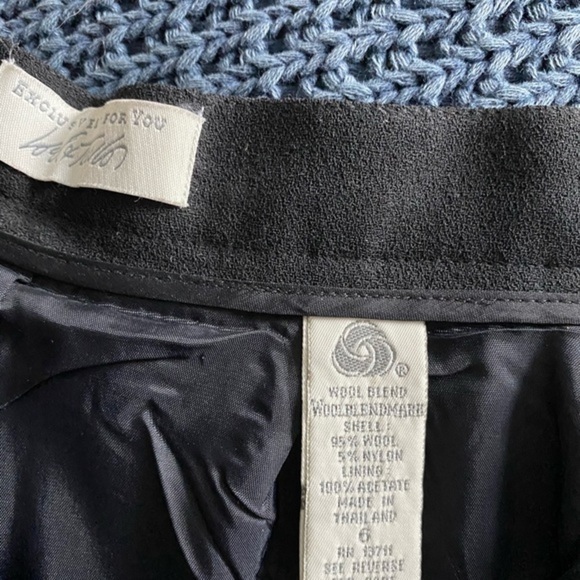 EXCLUSIVELY FOR YOU
®
WOOL BLEND
WOOLBLENDMARK
SHELL:
95% WOOL
5% NYLON
LINING:
100% ACETATE
MADE IN
THAILAND
6
RN 13711
SEE REVERSE